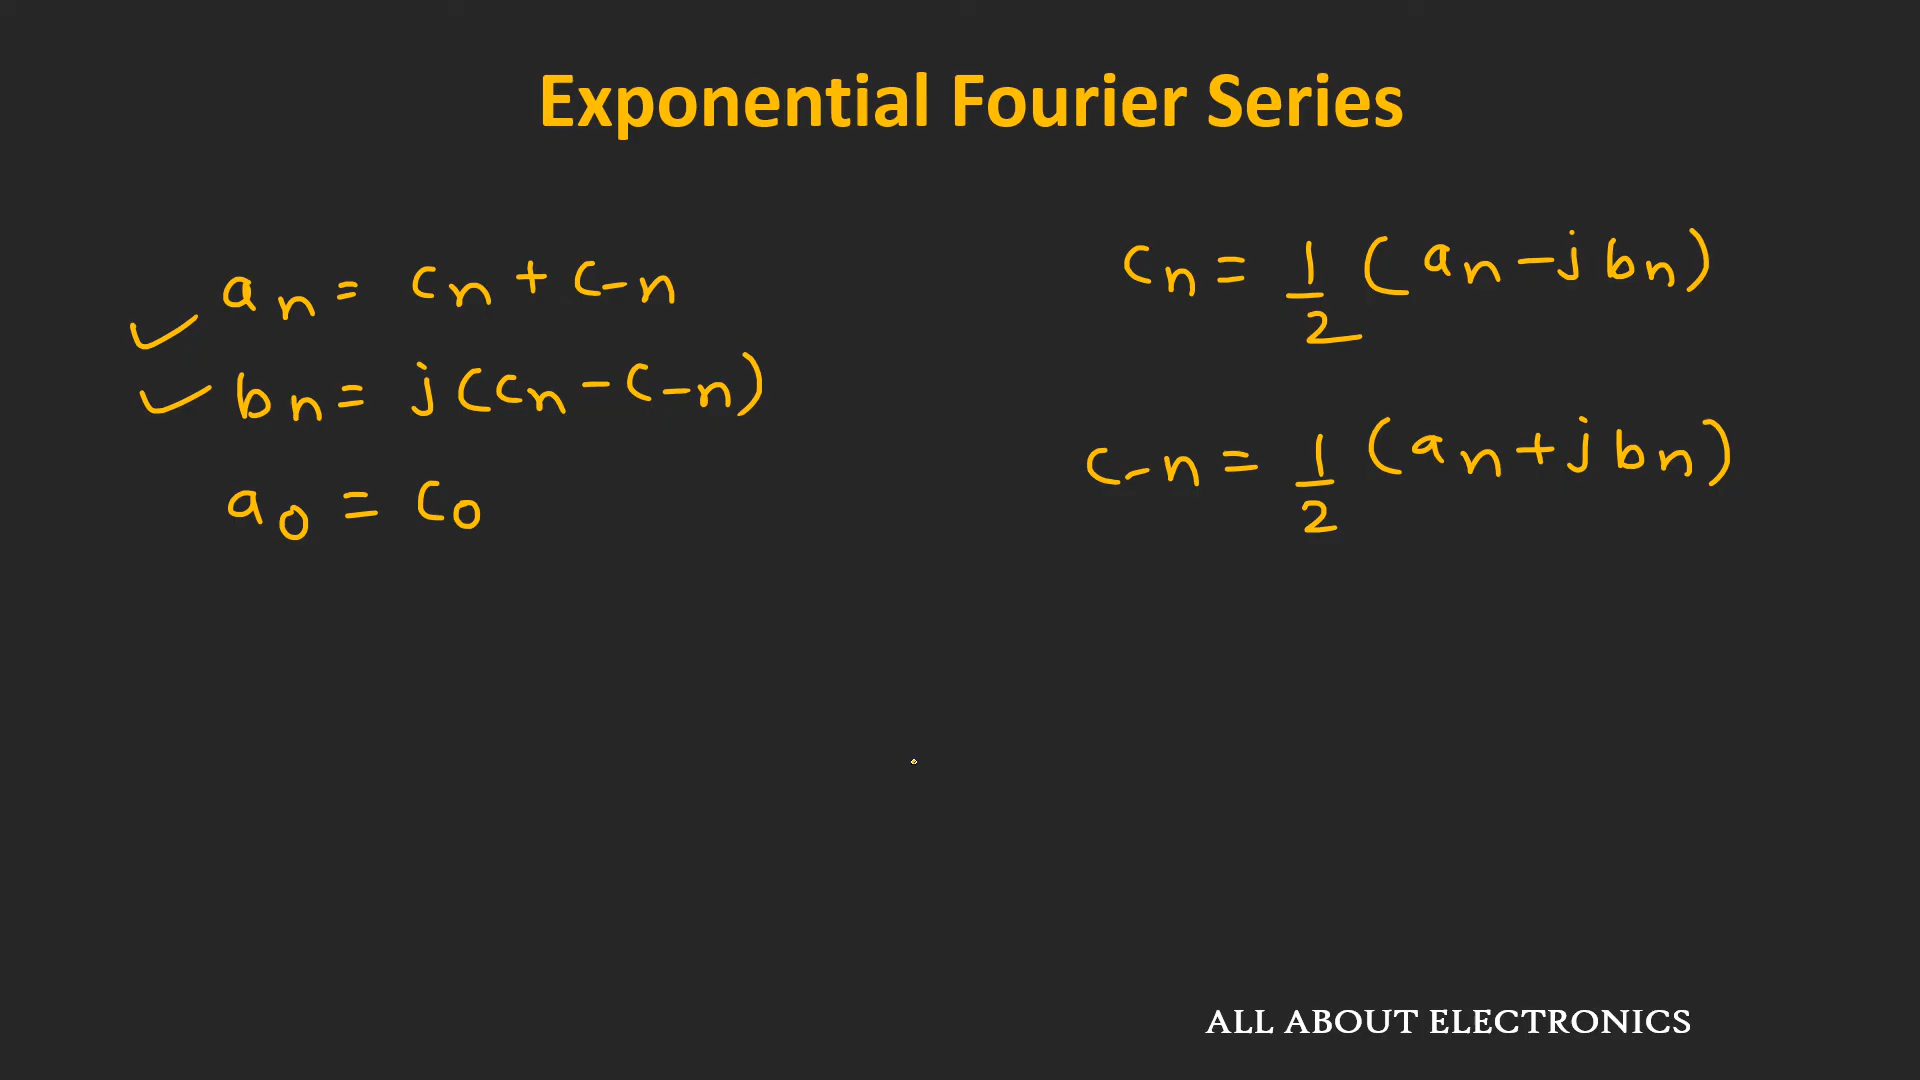 Exponential Fourier Series
aₙ = cₙ + c₋ₙ
bₙ = j(cₙ - c₋ₙ)
a₀ = c₀
cₙ = 1/2 (aₙ - j bₙ)
c₋ₙ = 1/2 (aₙ + j bₙ)
ALL ABOUT ELECTRONICS